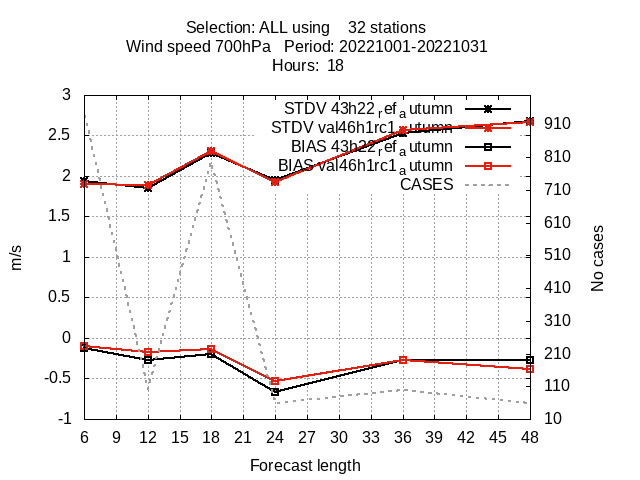 Selection: ALL using 32 stations
Wind speed 700hPa Period: 20221001-20221031
Hours: 18
STDV 43h22_ref_autumn
STDV val46h1rc1_autumn
BIAS 43h22_ref_autumn
BIAS val46h1rc1_autumn
CASES
3
2.5
2
1.5
1
0.5
0
-0.5
-1
m/s
910
810
710
610
510
410
310
210
110
10
No cases
6 9 12 15 18 21 24 27 30 33 36 39 42 45 48
Forecast length